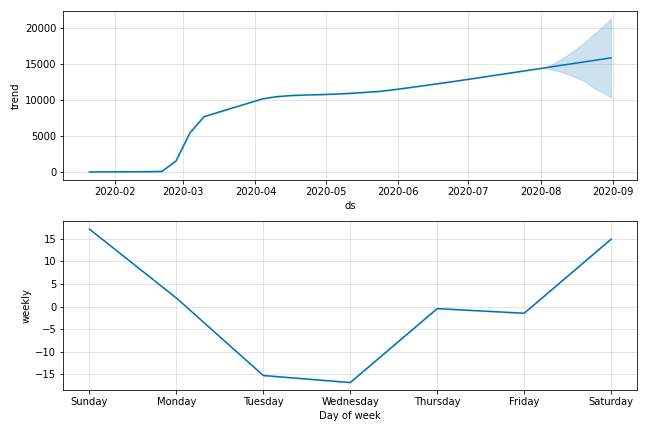 20000
15000
10000
5000
0
trend
2020-02 2020-03 2020-04 2020-05 2020-06 2020-07 2020-08 2020-09
ds
15
10
5
0
−5
−10
−15
weekly
Sunday Monday Tuesday Wednesday Thursday Friday Saturday
Day of week